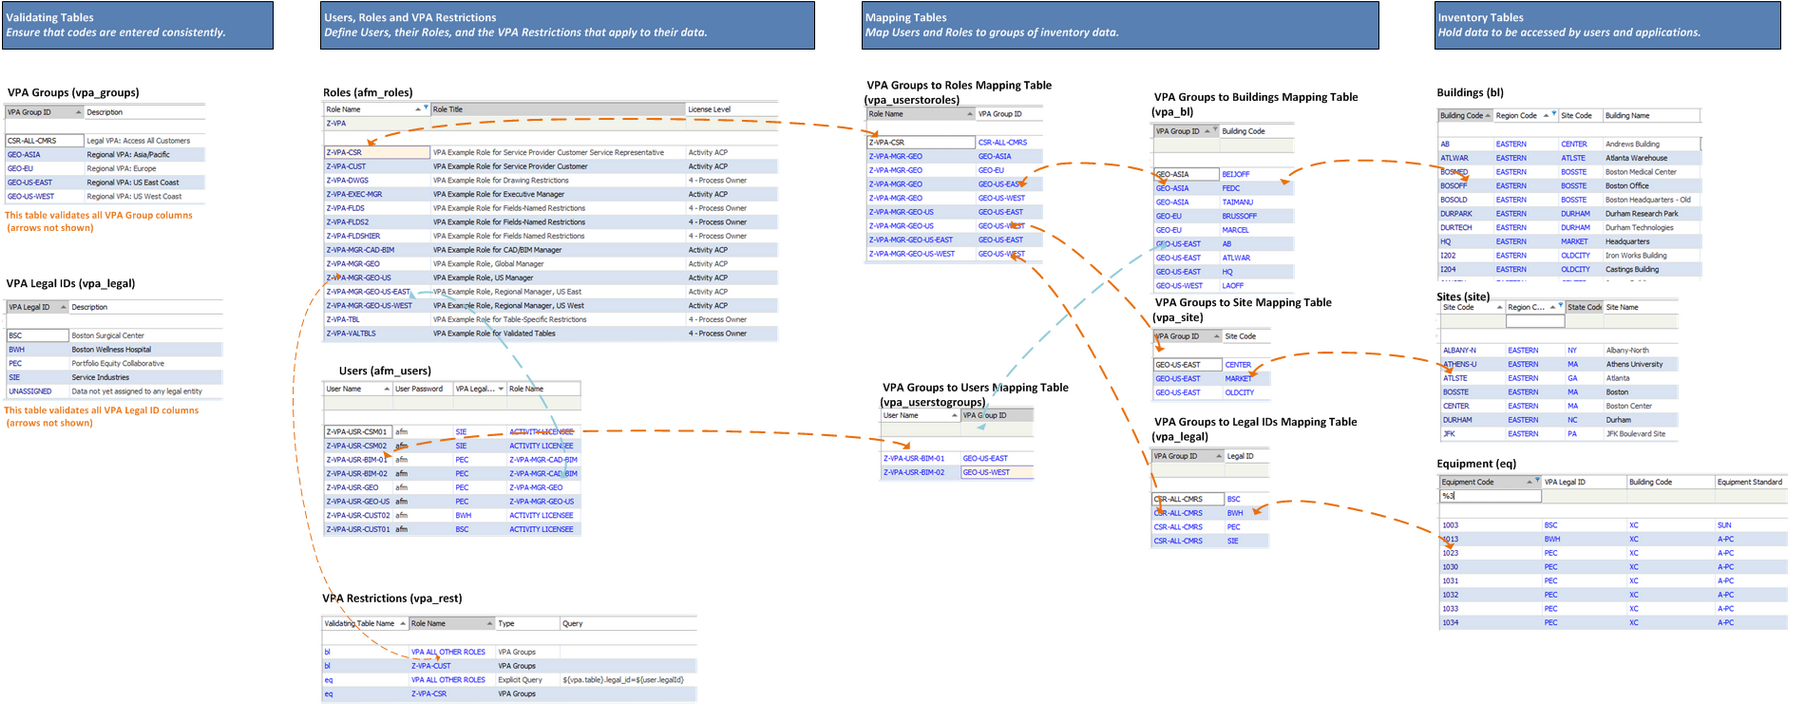 Validating Tables
Ensure that codes are entered consistently.
Users, Roles and VPA Restrictions
Define Users, their Roles, and the VPA Restrictions that apply to their data.
Mapping Tables
Map Users and Roles to groups of inventory data.
Inventory Tables
Hold data to be accessed by users and applications.
VPA Groups (vpa_groups)
VPA Group ID Description
CSR-ALL-CMRS Legal VPA: Access All Customers
GEO-ASIA Regional VPA: Asia/Pacific
GEO-EU Regional VPA: Europe
GEO-US-EAST Regional VPA: US East Coast
GEO-US-WEST Regional VPA: US West Coast
This table validates all VPA Group columns
(arrows not shown)
VPA Legal IDs (vpa_legal)
VPA Legal ID Description
BSC Boston Surgical Center
BWH Boston Wellness Hospital
PEC Portfolio Equity Collaborative
SIE Service Industries
UNASSIGNED Data not yet assigned to any legal entity
This table validates all VPA Legal ID columns
(arrows not shown)
Roles (afm_roles)
Role Name Role Title License Level
Z-VPA
Z-VPA-CSR VPA Example Role for Service Provider Customer Service Representative Activity ACP
Z-VPA-CUST VPA Example Role for Service Provider Customer Activity ACP
Z-VPA-DWGS VPA Example Role for Drawing Restrictions 4 - Process Owner
Z-VPA-EXEC-MGR VPA Example Role for Executive Manager Activity ACP
Z-VPA-FLDS VPA Example Role for Fields-Named Restrictions 4 - Process Owner
Z-VPA-FLDS2 VPA Example Role for Fields-Named Restrictions 4 - Process Owner
Z-VPA-FLDSHIER VPA Example Role for Fields Named Restrictions 4 - Process Owner
Z-VPA-MGR-CAD-BIM VPA Example Role for CAD/BIM Manager Activity ACP
Z-VPA-MGR-GEO VPA Example Role, Global Manager Activity ACP
Z-VPA-MGR-GEO-US VPA Example Role, US Manager Activity ACP
Z-VPA-MGR-GEO-US-EAST VPA Example Role, Regional Manager, US East Activity ACP
Z-VPA-MGR-GEO-US-WEST VPA Example Role, Regional Manager, US West Activity ACP
Z-VPA-TBL VPA Example Role for Table-Specific Restrictions 4 - Process Owner
Z-VPA-VALTBLS VPA Example Role for Validated Tables 4 - Process Owner
Users (afm_users)
User Name User Password VPA Legal... Role Name
Z-VPA-USR-CSM01 afm SIE ACTIVITY LICENSEE
Z-VPA-USR-CSM02 afm SIE ACTIVITY LICENSEE
Z-VPA-USR-BIM-01 afm PEC Z-VPA-MGR-CAD-BIM
Z-VPA-USR-BIM-02 afm PEC Z-VPA-MGR-CAD-BIM
Z-VPA-USR-GEO afm PEC Z-VPA-MGR-GEO
Z-VPA-USR-GEO-US afm PEC Z-VPA-MGR-GEO-US
Z-VPA-USR-CUST02 afm BWH ACTIVITY LICENSEE
Z-VPA-USR-CUST01 afm BSC ACTIVITY LICENSEE
VPA Restrictions (vpa_rest)
Validating Table Name Role Name Type Query
bl VPA ALL OTHER ROLES VPA Groups
bl Z-VPA-CUST VPA Groups
eq VPA ALL OTHER ROLES Explicit Query ${vpa.table}.legal_id=${user.legalId}
eq Z-VPA-CSR VPA Groups
VPA Groups to Roles Mapping Table
(vpa_userstoroles)
Role Name VPA Group ID
Z-VPA-CSR CSR-ALL-CMRS
Z-VPA-MGR-GEO GEO-ASIA
Z-VPA-MGR-GEO GEO-EU
Z-VPA-MGR-GEO GEO-US-EAST
Z-VPA-MGR-GEO GEO-US-WEST
Z-VPA-MGR-GEO-US GEO-US-EAST
Z-VPA-MGR-GEO-US GEO-US-WEST
Z-VPA-MGR-GEO-US-EAST GEO-US-EAST
Z-VPA-MGR-GEO-US-WEST GEO-US-WEST
VPA Groups to Users Mapping Table
(vpa_userstogroups)
User Name VPA Group ID
Z-VPA-USR-BIM-01 GEO-US-EAST
Z-VPA-USR-BIM-02 GEO-US-WEST
VPA Groups to Buildings Mapping Table
(vpa_bl)
VPA Group ID Building Code
GEO-ASIA BEIJOFF
GEO-ASIA FEDC
GEO-ASIA TAIMANU
GEO-EU BRUSSOFF
GEO-EU MARCEL
GEO-US-EAST AB
GEO-US-EAST ATLWAR
GEO-US-EAST HQ
GEO-US-WEST LAOFF
VPA Groups to Site Mapping Table
(vpa_site)
VPA Group ID Site Code
GEO-US-EAST CENTER
GEO-US-EAST MARKET
GEO-US-EAST OLDCITY
VPA Groups to Legal IDs Mapping Table
(vpa_legal)
VPA Group ID Legal ID
CSR-ALL-CMRS BSC
CSR-ALL-CMRS BWH
CSR-ALL-CMRS PEC
CSR-ALL-CMRS SIE
Buildings (bl)
Building Code Region Code Site Code Building Name
AB EASTERN CENTER Andrews Building
ATLWAR EASTERN ATLSTE Atlanta Warehouse
BOSMED EASTERN BOSSTE Boston Medical Center
BOSOFF EASTERN BOSSTE Boston Office
BOSOLD EASTERN BOSSTE Boston Headquarters - Old
DURPARK EASTERN DURHAM Durham Research Park
DURTECH EASTERN DURHAM Durham Technologies
HQ EASTERN MARKET Headquarters
I202 EASTERN OLDCITY Iron Works Building
I204 EASTERN OLDCITY Castings Building
Sites (site)
Site Code Region C... State Code Site Name
ALBANY-N EASTERN NY Albany-North
ATHENS-U EASTERN MA Athens University
ATLSTE EASTERN GA Atlanta
BOSSTE EASTERN MA Boston
CENTER EASTERN MA Boston Center
DURHAM EASTERN NC Durham
JFK EASTERN PA JFK Boulevard Site
Equipment (eq)
Equipment Code VPA Legal ID Building Code Equipment Standard
%3
1003 BSC XC SUN
1013 BWH XC A-PC
1023 PEC XC A-PC
1030 PEC XC A-PC
1031 PEC XC A-PC
1032 PEC XC A-PC
1033 PEC XC A-PC
1034 PEC XC A-PC